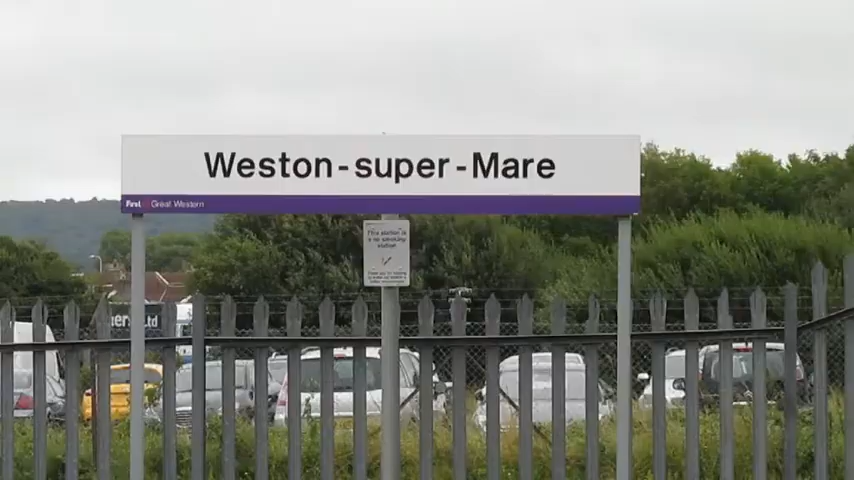 Weston-super-Mare
First Great Western
This station is
a no smoking
station